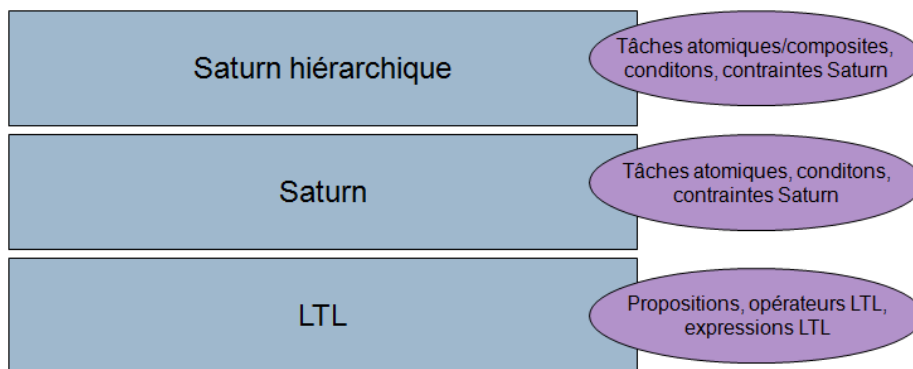 Saturn hiérarchique
Tâches atomiques/composites,
conditons, contraintes Saturn
Saturn
Tâches atomiques, conditons,
contraintes Saturn
LTL
Propositions, opérateurs LTL,
expressions LTL